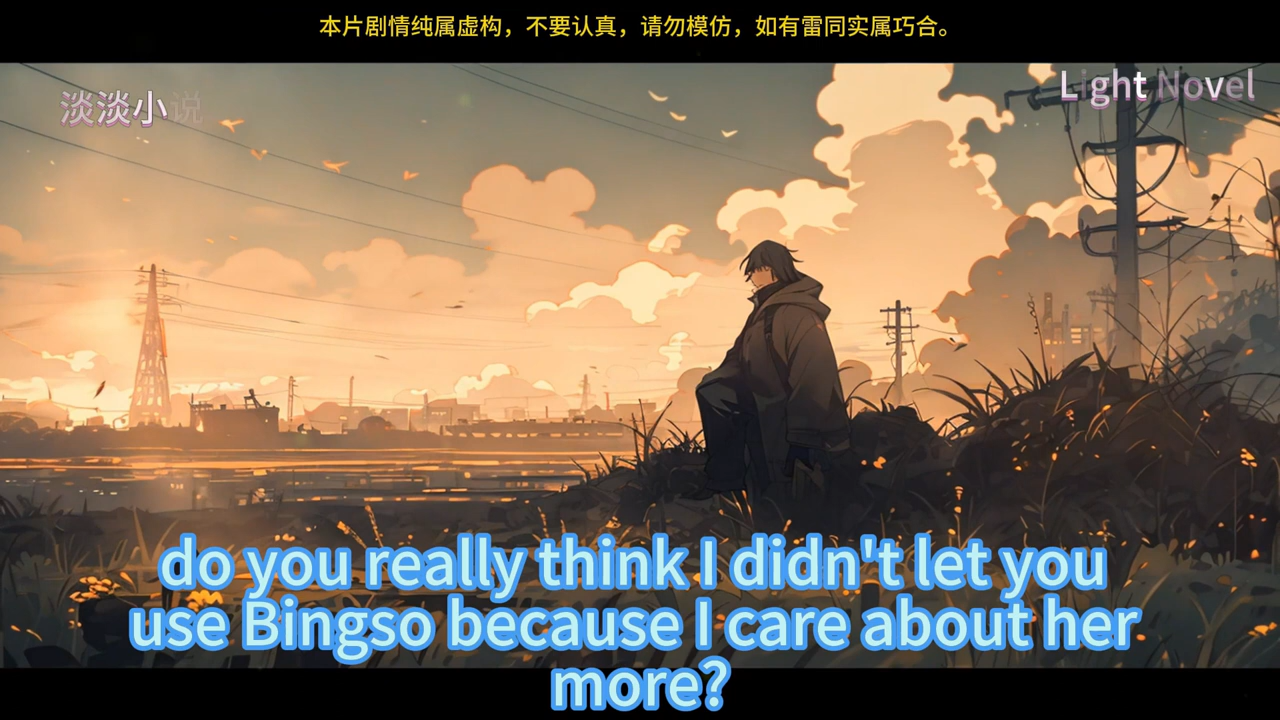 本片剧情纯属虚构，不要认真，请勿模仿，如有雷同实属巧合。
淡淡小说
Light Novel
do you really think I didn't let you
use Bingso because I care about her
more?